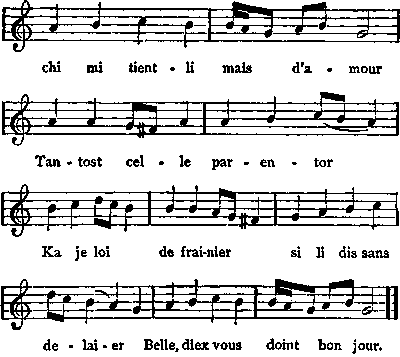 chi mi tient - li mais d'a - mour
Tan - tost cel - le par - en - tor
Ka je loi de frai-nier si li dis sans
de - lai - er Belle, diex vous doint bon jour.